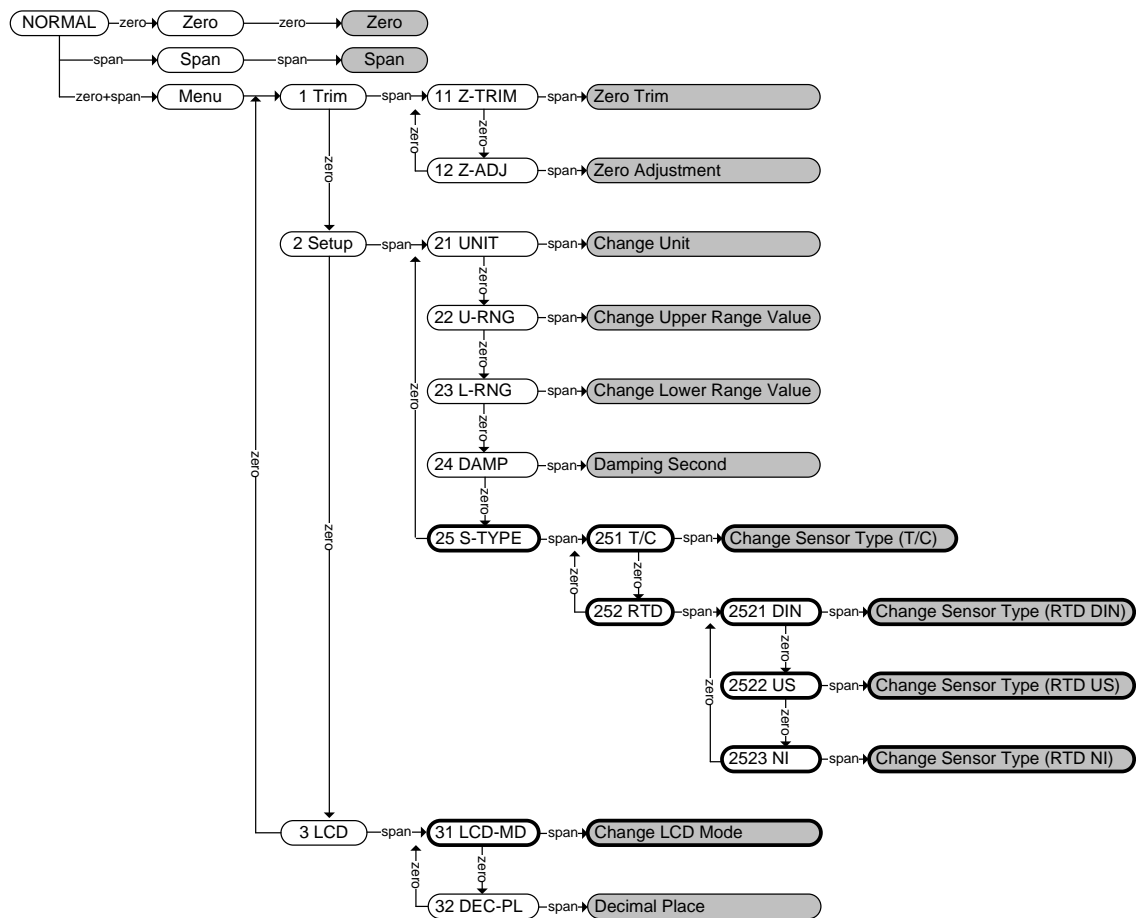 NORMAL zero Zero zero Zero
span Span span Span
zero+span Menu 1 Trim span 11 Z-TRIM span Zero Trim
zero
zero
zero
12 Z-ADJ span Zero Adjustment
2 Setup span 21 UNIT span Change Unit
zero
22 U-RNG span Change Upper Range Value
zero
23 L-RNG span Change Lower Range Value
zero
zero
24 DAMP span Damping Second
zero
zero
zero
25 S-TYPE span 251 T/C span Change Sensor Type (T/C)
zero
zero
252 RTD span 2521 DIN span Change Sensor Type (RTD DIN)
zero
2522 US span Change Sensor Type (RTD US)
zero
zero
2523 NI span Change Sensor Type (RTD NI)
3 LCD span 31 LCD-MD span Change LCD Mode
zero
zero
32 DEC-PL span Decimal Place